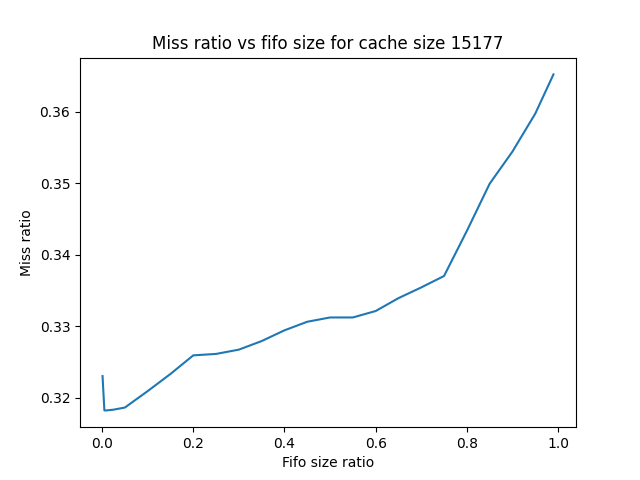 Miss ratio vs fifo size for cache size 15177
0.36
0.35
0.34
0.33
0.32
Miss ratio
0.0 0.2 0.4 0.6 0.8 1.0
Fifo size ratio